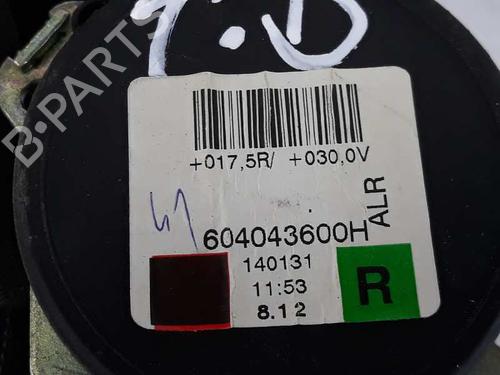 B-PARTS
+017,5R/ +030,0V
604043600H
ALR
140131
11:53
8.12
R